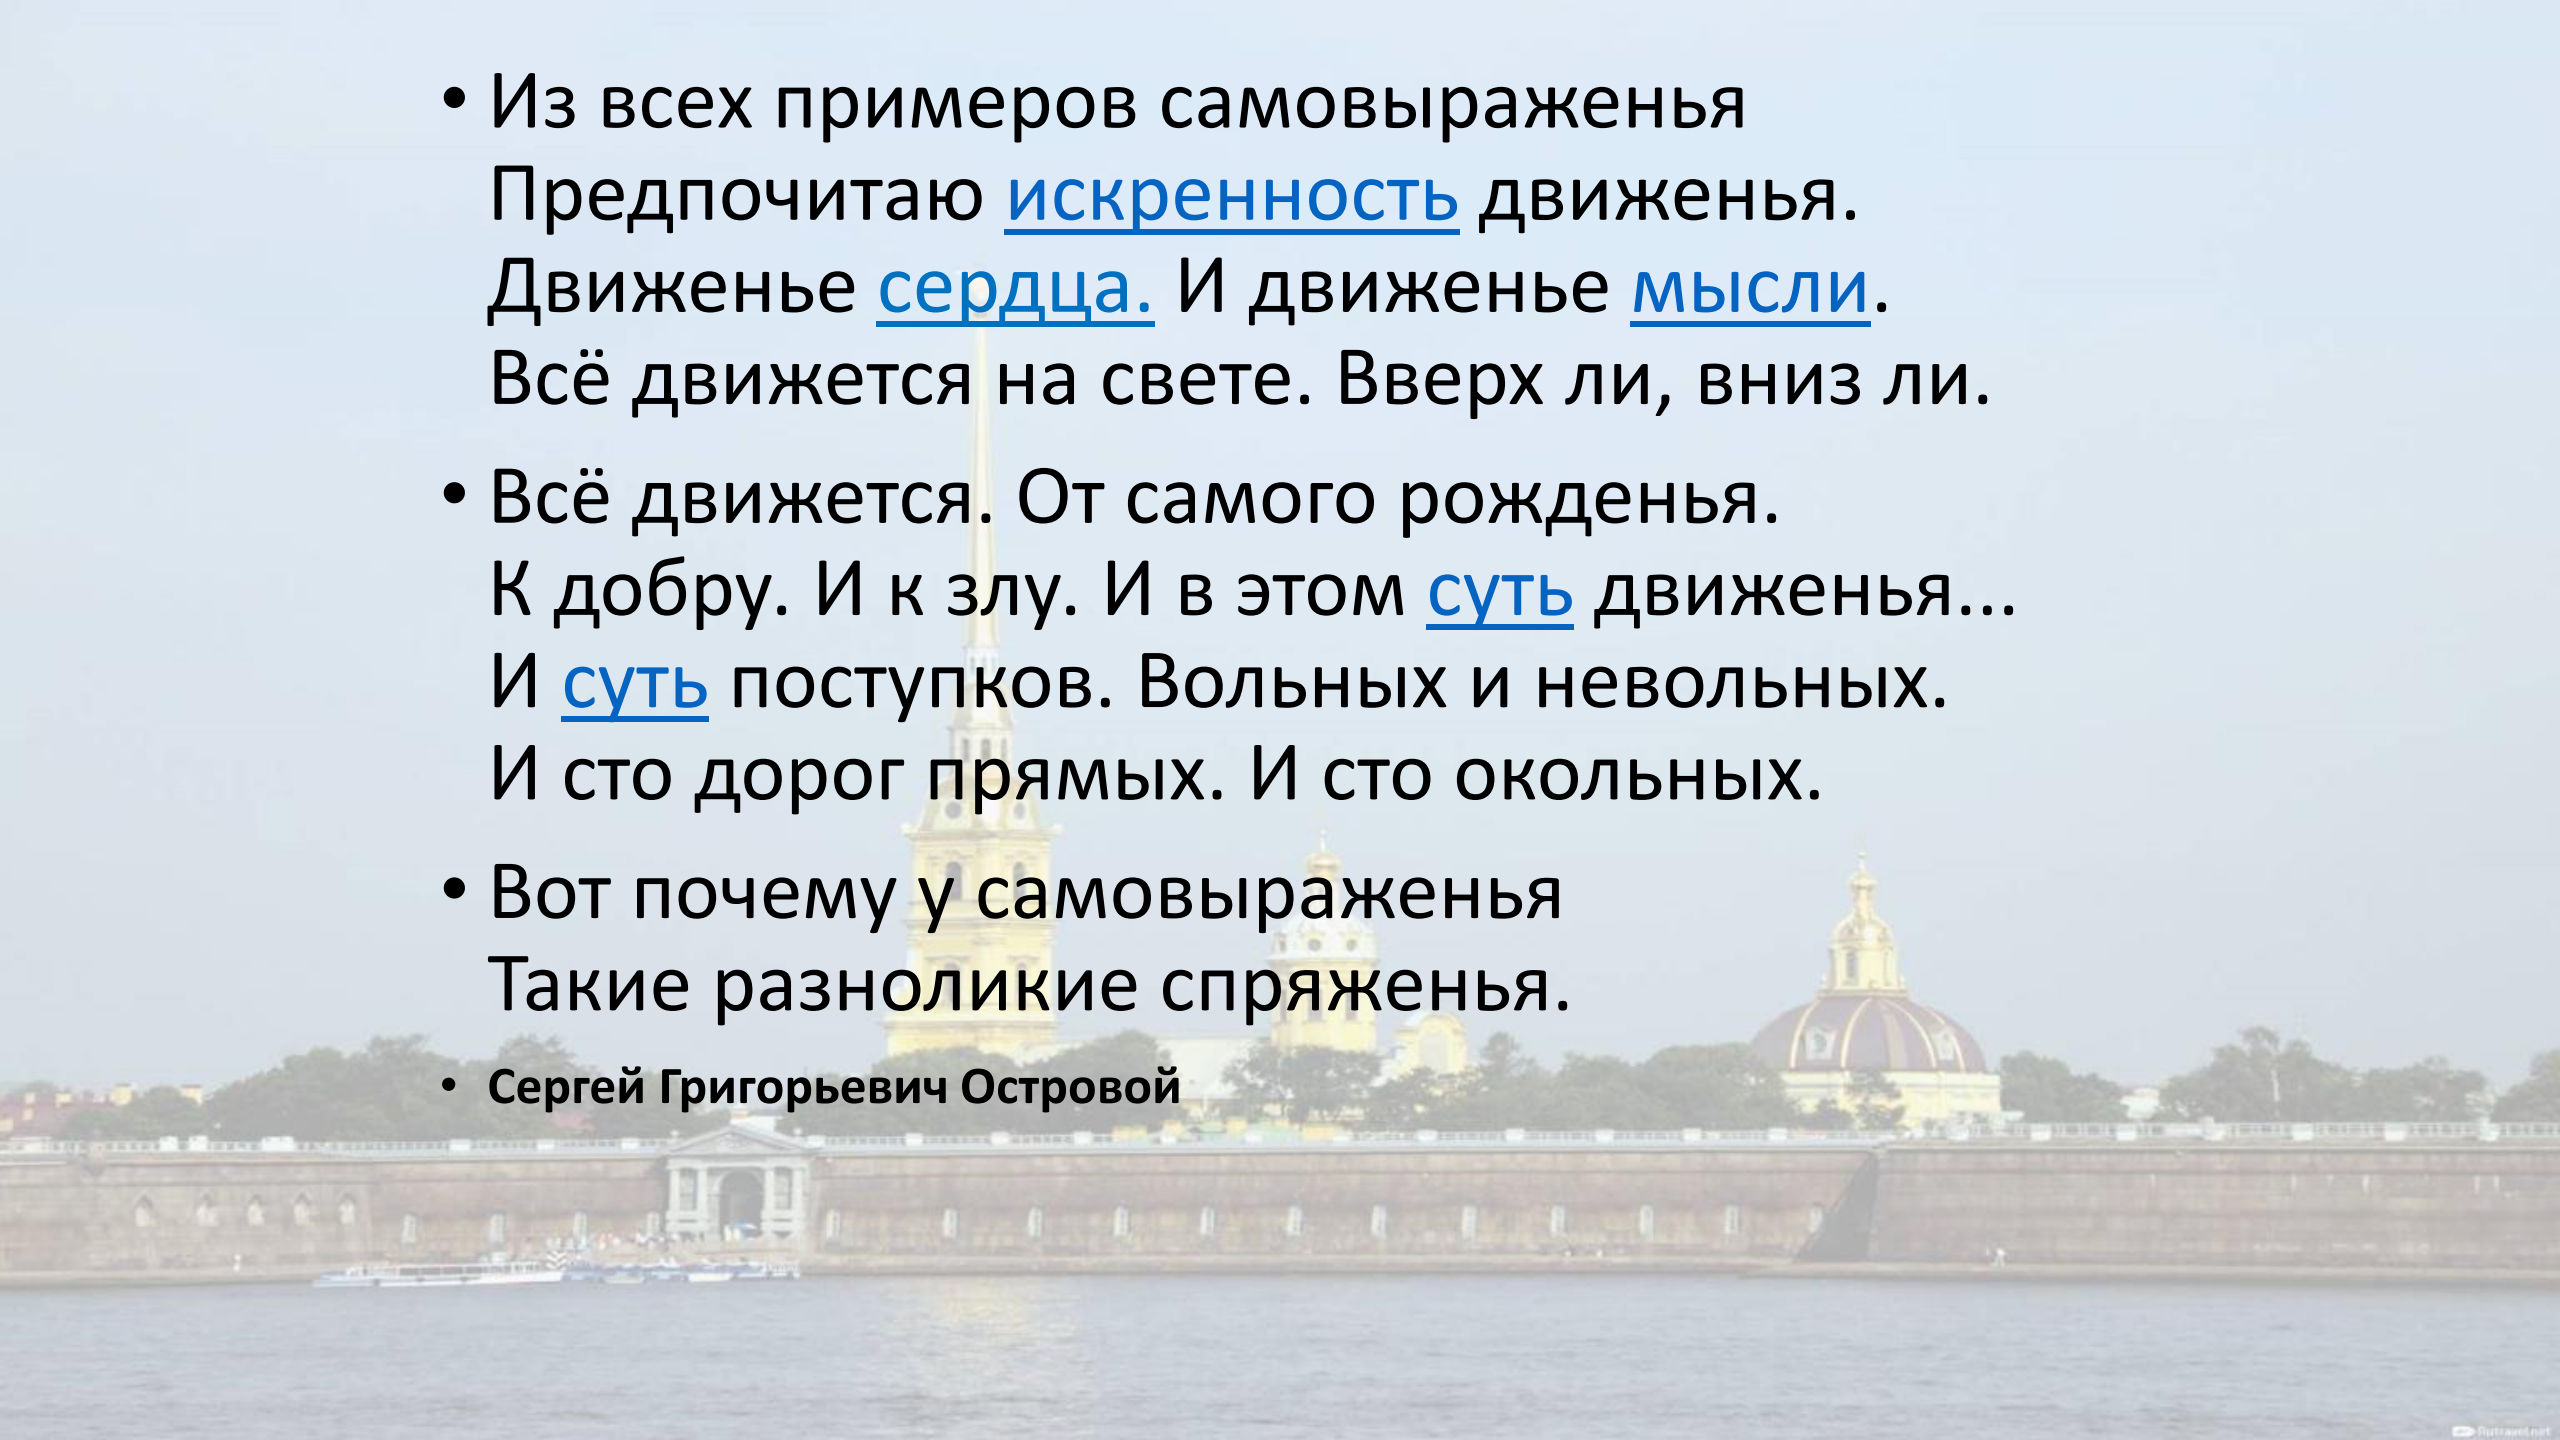 • Из всех примеров самовыраженья
Предпочитаю искренность движенья.
Движенье сердца. И движенье мысли.
Всё движется на свете. Вверх ли, вниз ли.
• Всё движется. От самого рожденья.
К добру. И к злу. И в этом суть движенья...
И суть поступков. Вольных и невольных.
И сто дорог прямых. И сто окольных.
• Вот почему у самовыраженья
Такие разноликие спряженья.
• Сергей Григорьевич Островой